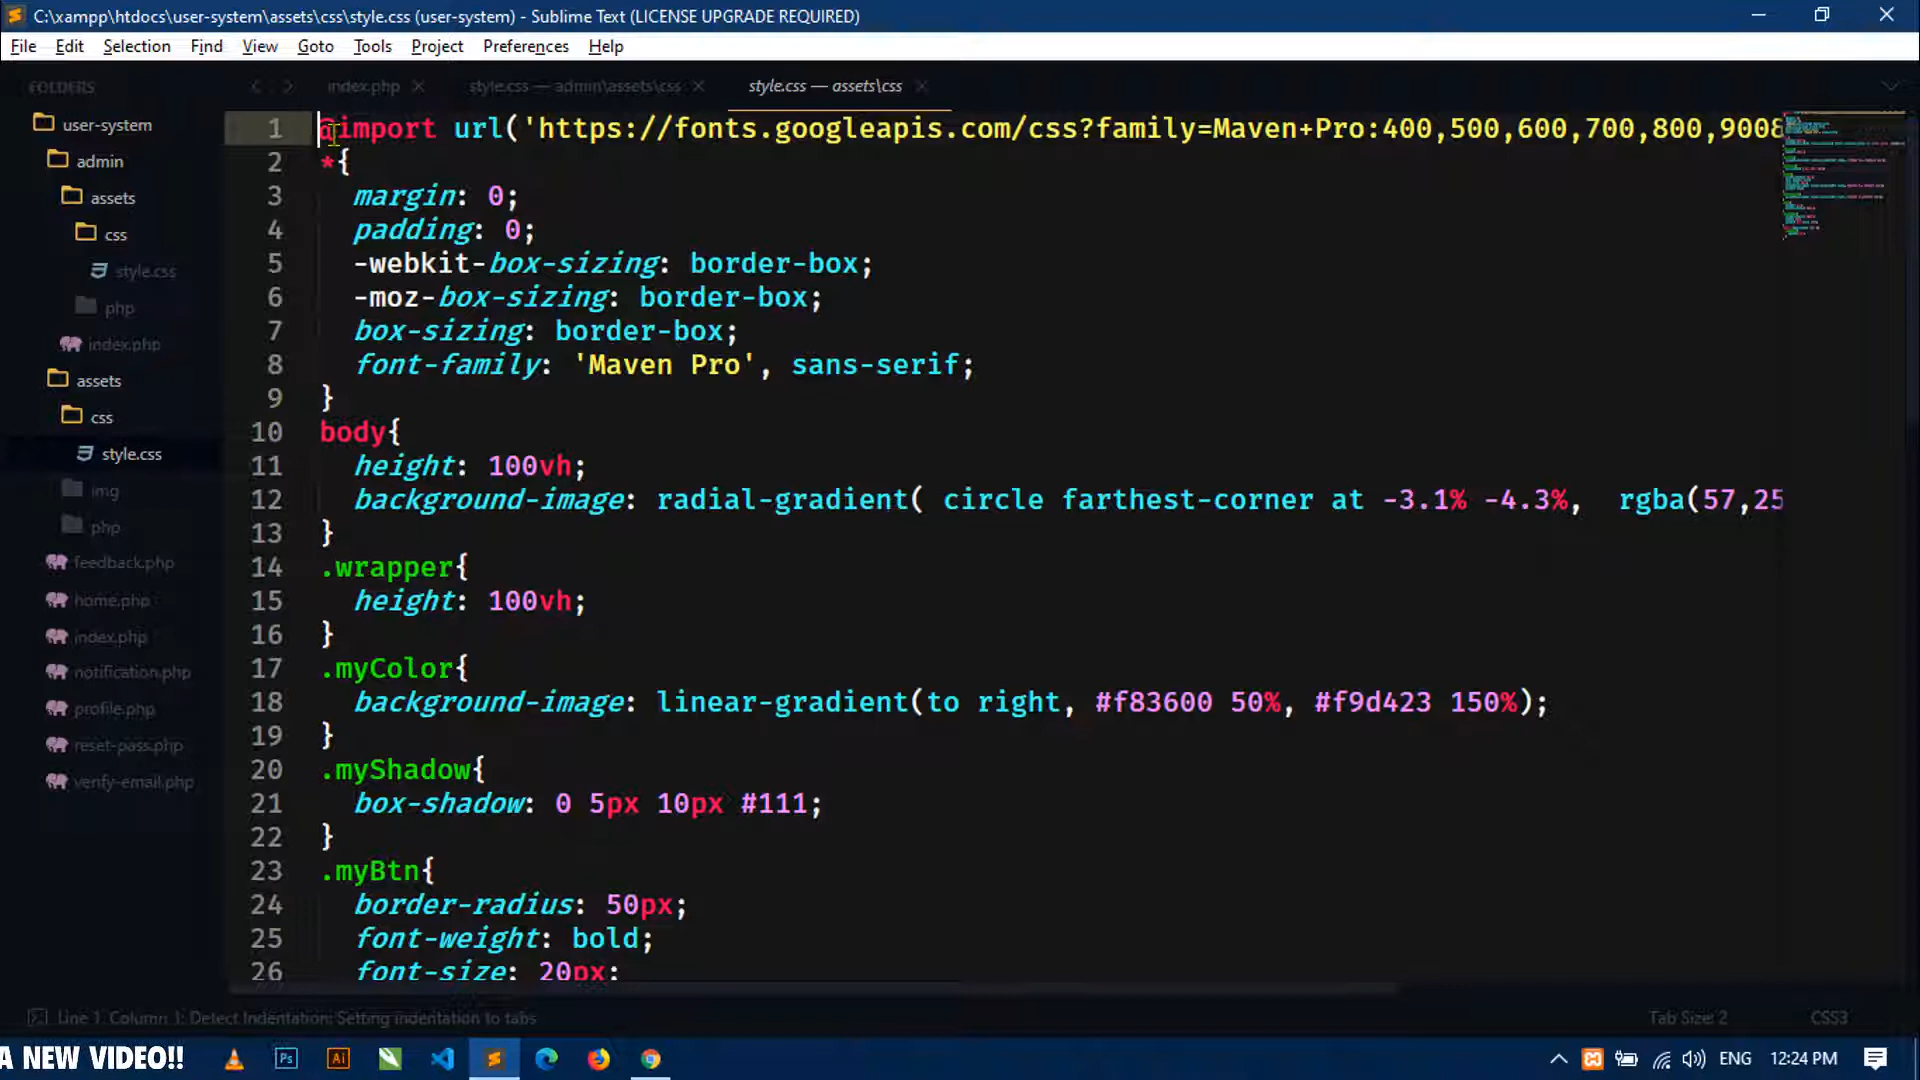 C:\xampp\htdocs\user-system\assets\css\style.css (user-system) - Sublime Text (LICENSE UPGRADE REQUIRED)
File Edit Selection Find View Goto Tools Project Preferences Help
FOLDERS
index.php
style.css — admin\assets\css
style.css — assets\css
user-system
admin
assets
css
style.css
php
index.php
assets
css
style.css
img
php
feedback.php
home.php
index.php
notification.php
profile.php
reset-pass.php
verify-email.php
1 @import url('https://fonts.googleapis.com/css?family=Maven+Pro:400,500,600,700,800,900&
2 *{
3 margin: 0;
4 padding: 0;
5 -webkit-box-sizing: border-box;
6 -moz-box-sizing: border-box;
7 box-sizing: border-box;
8 font-family: 'Maven Pro', sans-serif;
9 }
10 body{
11 height: 100vh;
12 background-image: radial-gradient( circle farthest-corner at -3.1% -4.3%,  rgba(57,25
13 }
14 .wrapper{
15 height: 100vh;
16 }
17 .myColor{
18 background-image: linear-gradient(to right, #f83600 50%, #f9d423 150%);
19 }
20 .myShadow{
21 box-shadow: 0 5px 10px #111;
22 }
23 .myBtn{
24 border-radius: 50px;
25 font-weight: bold;
26 font-size: 20px;
Line 1, Column 1; Detect Indentation: Setting indentation to tabs
Tab Size: 2
CSS3
A NEW VIDEO!!
Ps
Ai
ENG
12:24 PM